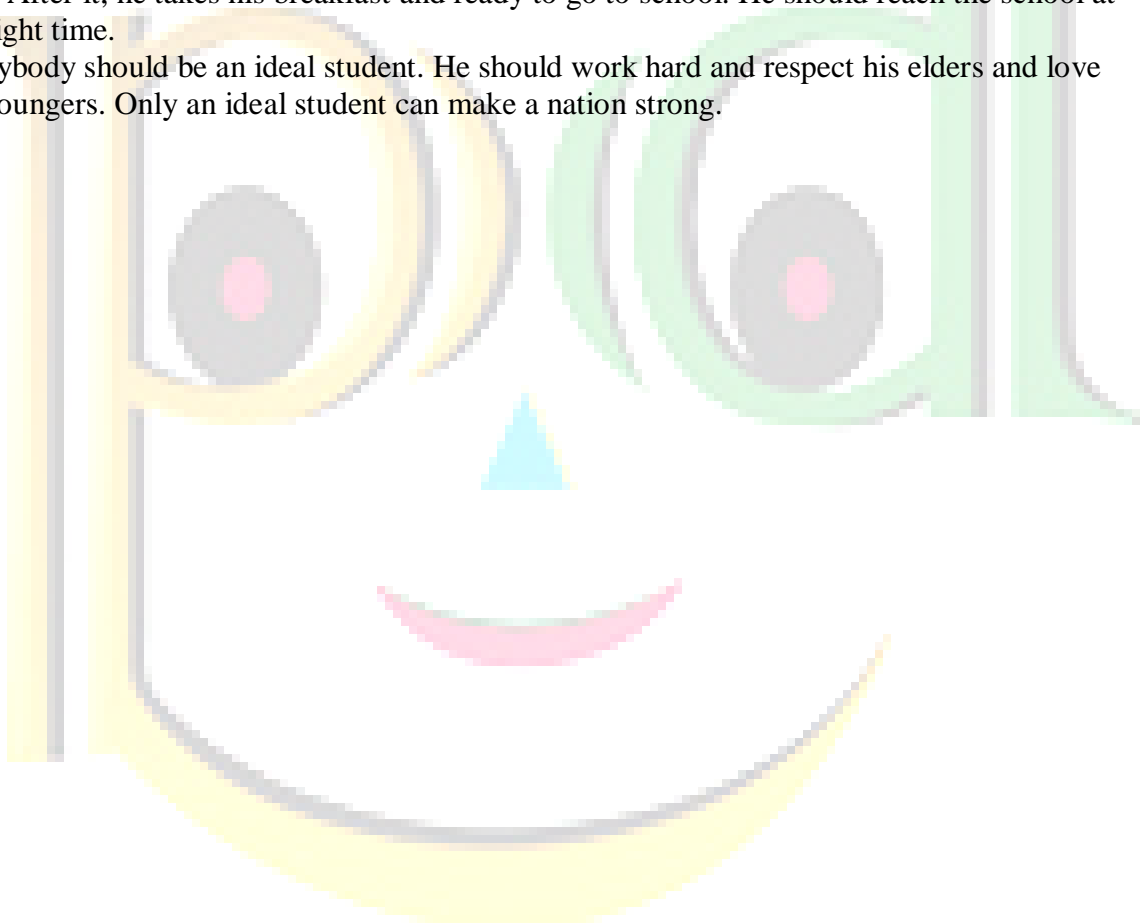 After it, he takes his breakfast and ready to go to school. He should reach the school at
ight time.
ybody should be an ideal student. He should work hard and respect his elders and love
oungers. Only an ideal student can make a nation strong.